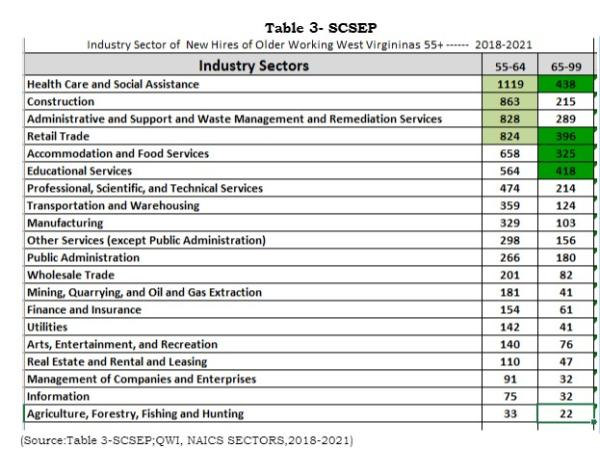 Table 3- SCSEP
Industry Sector of New Hires of Older Working West Virgininas 55+ ------ 2018-2021
Industry Sectors 55-64 65-99
Health Care and Social Assistance 1119 438
Construction 863 215
Administrative and Support and Waste Management and Remediation Services 828 289
Retail Trade 824 396
Accommodation and Food Services 658 325
Educational Services 564 418
Professional, Scientific, and Technical Services 474 214
Transportation and Warehousing 359 124
Manufacturing 329 103
Other Services (except Public Administration) 298 156
Public Administration 266 180
Wholesale Trade 201 82
Mining, Quarrying, and Oil and Gas Extraction 181 41
Finance and Insurance 154 61
Utilities 142 41
Arts, Entertainment, and Recreation 140 76
Real Estate and Rental and Leasing 110 47
Management of Companies and Enterprises 91 32
Information 75 32
Agriculture, Forestry, Fishing and Hunting 33 22
(Source:Table 3-SCSEP;QWI, NAICS SECTORS,2018-2021)